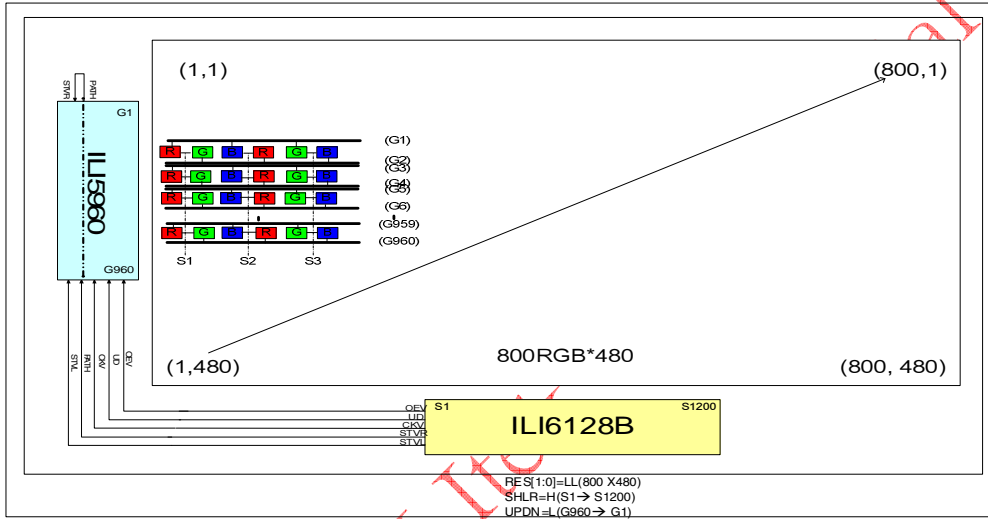 (1,1)
(800,1)
STVR
PATH
G1
ILI5960
G960
(G1)
R G B R G B
(G2)
(G3)
R G B R G B
(G4)
(G5)
R G B R G B
(G6)
(G959)
R G B R G B
(G960)
S1 S2 S3
(1,480)
800RGB*480
(800, 480)
STVL
PATH
CKV
UD
OEV
OEV
UD
CKV
STVR
STVL
S1
S1200
ILI6128B
RES[1:0]=LL(800 X480)
SHLR=H(S1→ S1200)
UPDN=L(G960→ G1)